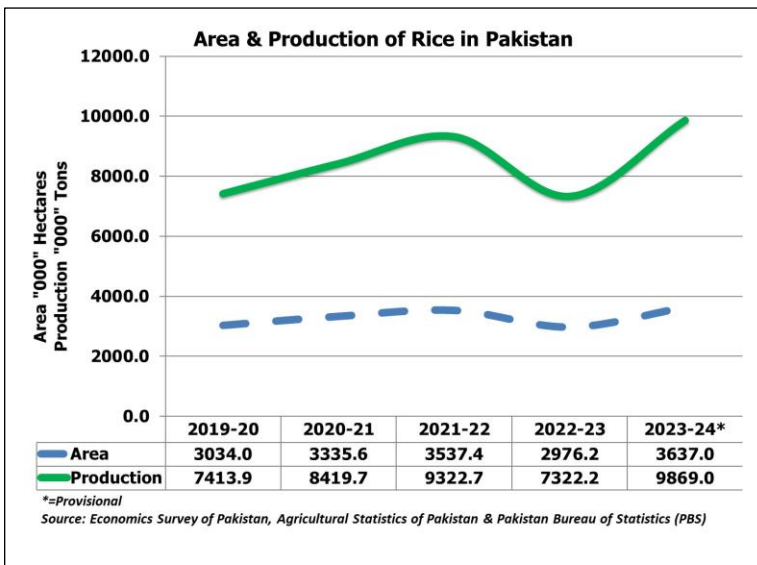 Area & Production of Rice in Pakistan
Area "000" Hectares
Production "000" Tons
12000.0
10000.0
8000.0
6000.0
4000.0
2000.0
0.0
2019-20 2020-21 2021-22 2022-23 2023-24*
Area 3034.0 3335.6 3537.4 2976.2 3637.0
Production 7413.9 8419.7 9322.7 7322.2 9869.0
*=Provisional
Source: Economics Survey of Pakistan, Agricultural Statistics of Pakistan & Pakistan Bureau of Statistics (PBS)